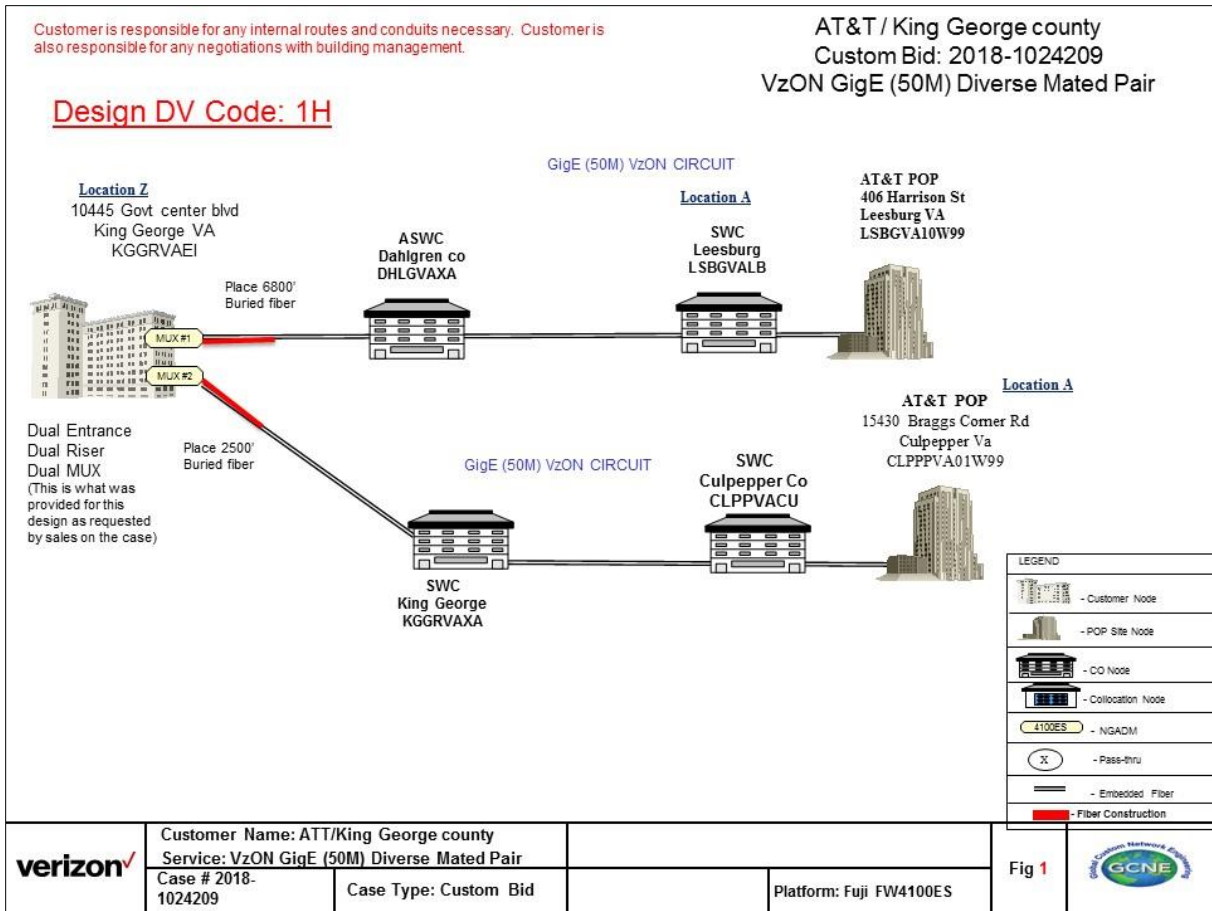 Customer is responsible for any internal routes and conduits necessary. Customer is
also responsible for any negotiations with building management.
AT&T / King George county
Custom Bid: 2018-1024209
VzON GigE (50M) Diverse Mated Pair
Design DV Code: 1H
GigE (50M) VzON CIRCUIT
Location Z
10445 Govt center blvd
King George VA
KGGRVAEI
Location A
AT&T POP
406 Harrison St
Leesburg VA
LSBGVA10W99
ASWC
Dahlgren co
DHLGVAXA
SWC
Leesburg
LSBGVALB
Place 6800'
Buried fiber
MUX #1
MUX #2
Location A
AT&T POP
15430 Braggs Corner Rd
Culpepper Va
CLPPPVA01W99
Dual Entrance
Dual Riser
Dual MUX
(This is what was
provided for this
design as requested
by sales on the case)
Place 2500'
Buried fiber
GigE (50M) VzON CIRCUIT
SWC
Culpepper Co
CLPPVACU
SWC
King George
KGGRVAXA
LEGEND
- Customer Node
- POP Site Node
- CO Node
- Collocation Node
4100ES - NGADM
X - Pass-thru
- Embedded Fiber
- Fiber Construction
verizon
Customer Name: ATT/King George county
Service: VzON GigE (50M) Diverse Mated Pair
Case # 2018-
1024209
Case Type: Custom Bid
Platform: Fuji FW4100ES
Fig 1
Global Custom Network Engineering
GCNE